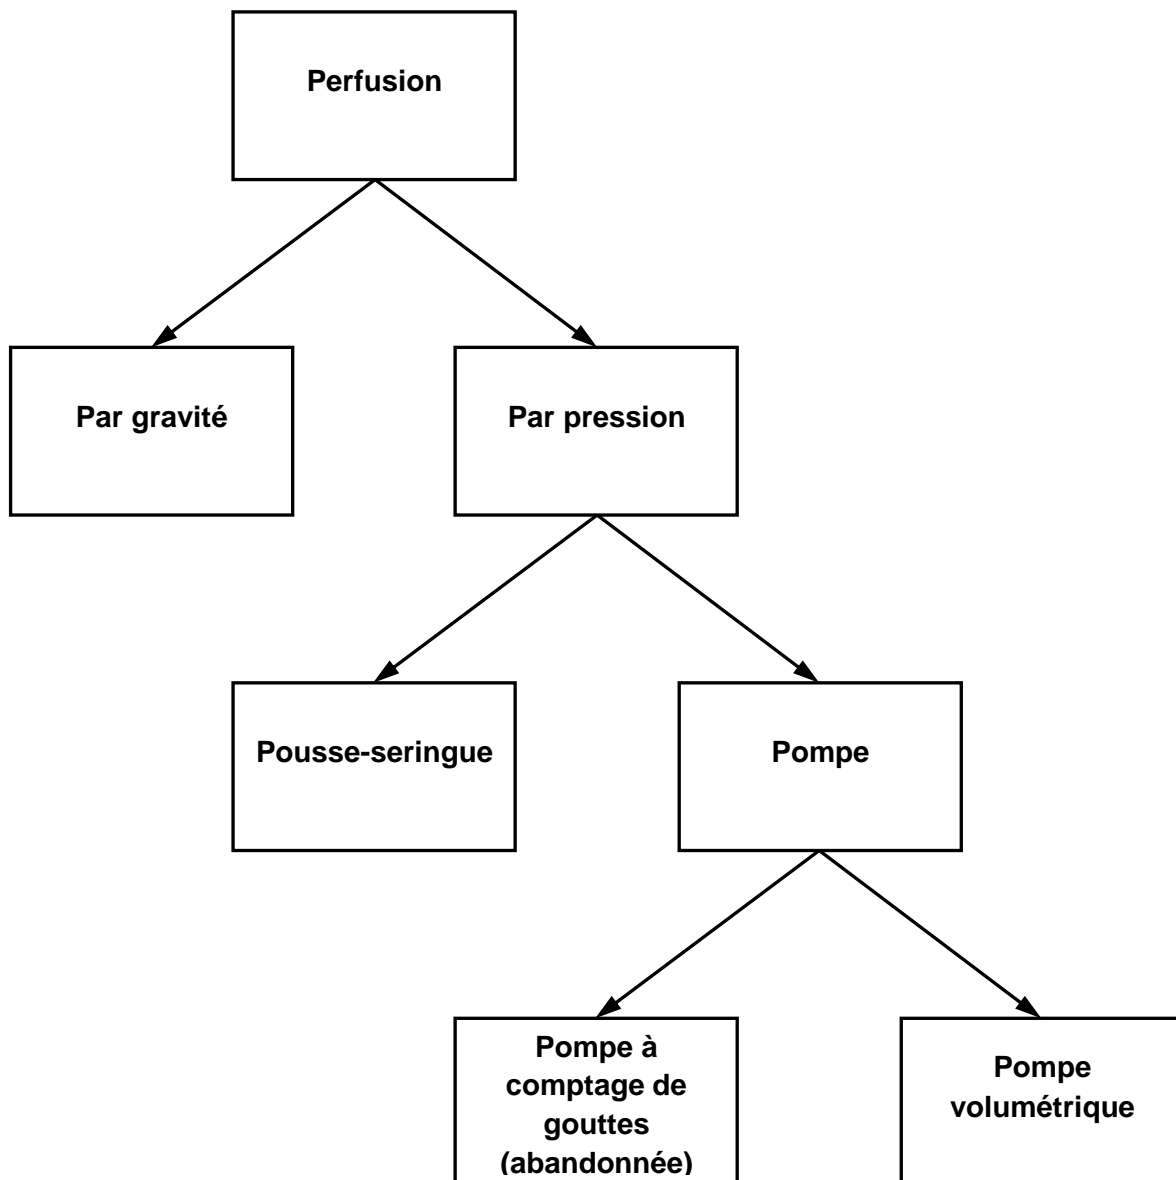 Perfusion
Par gravité
Par pression
Pousse-seringue
Pompe
Pompe à
comptage de
gouttes
(abandonnée)
Pompe
volumétrique